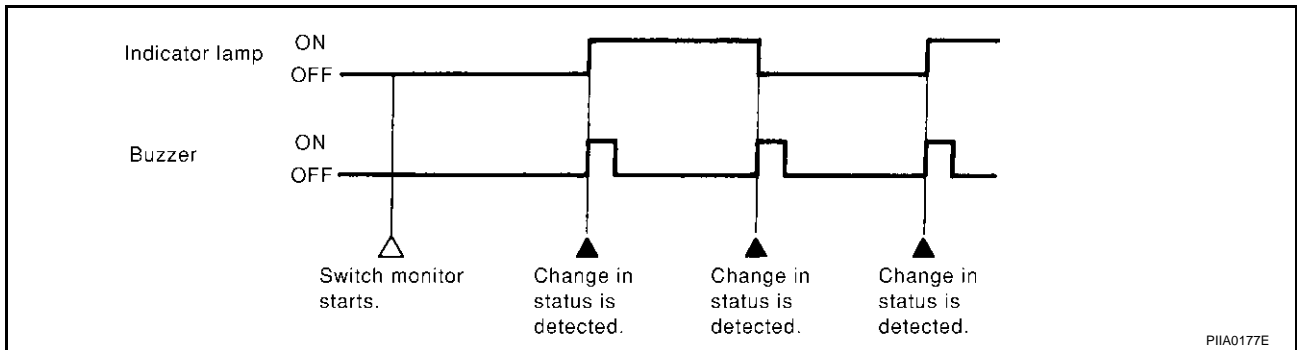 Indicator lamp
ON
OFF
Buzzer
ON
OFF
Switch monitor
starts.
Change in
status is
detected.
Change in
status is
detected.
Change in
status is
detected.
PIIA0177E